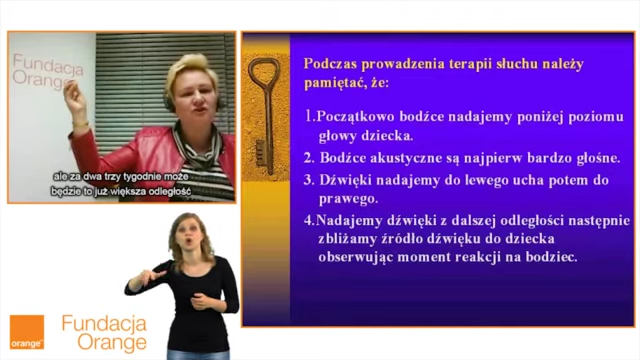 Fundacja
Orange
ale za dwa trzy tygodnie może
będzie to już większa odległość
Podczas prowadzenia terapii słuchu należy
pamiętać, że:
1.Początkowo bodźce nadajemy poniżej poziomu
głowy dziecka.
2. Bodźce akustyczne są najpierw bardzo głośne.
3. Dźwięki nadajemy do lewego ucha potem do
prawego.
4.Nadajemy dźwięki z dalszej odległości następnie
zbliżamy źródło dźwięku do dziecka
obserwując moment reakcji na bodziec.
orange™
Fundacja
Orange